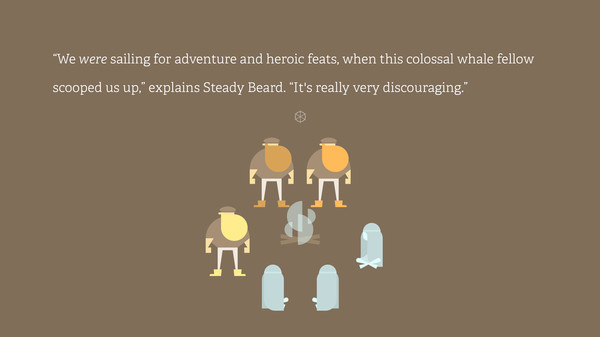 “We were sailing for adventure and heroic feats, when this colossal whale fellow
scooped us up,” explains Steady Beard. “It's really very discouraging.”